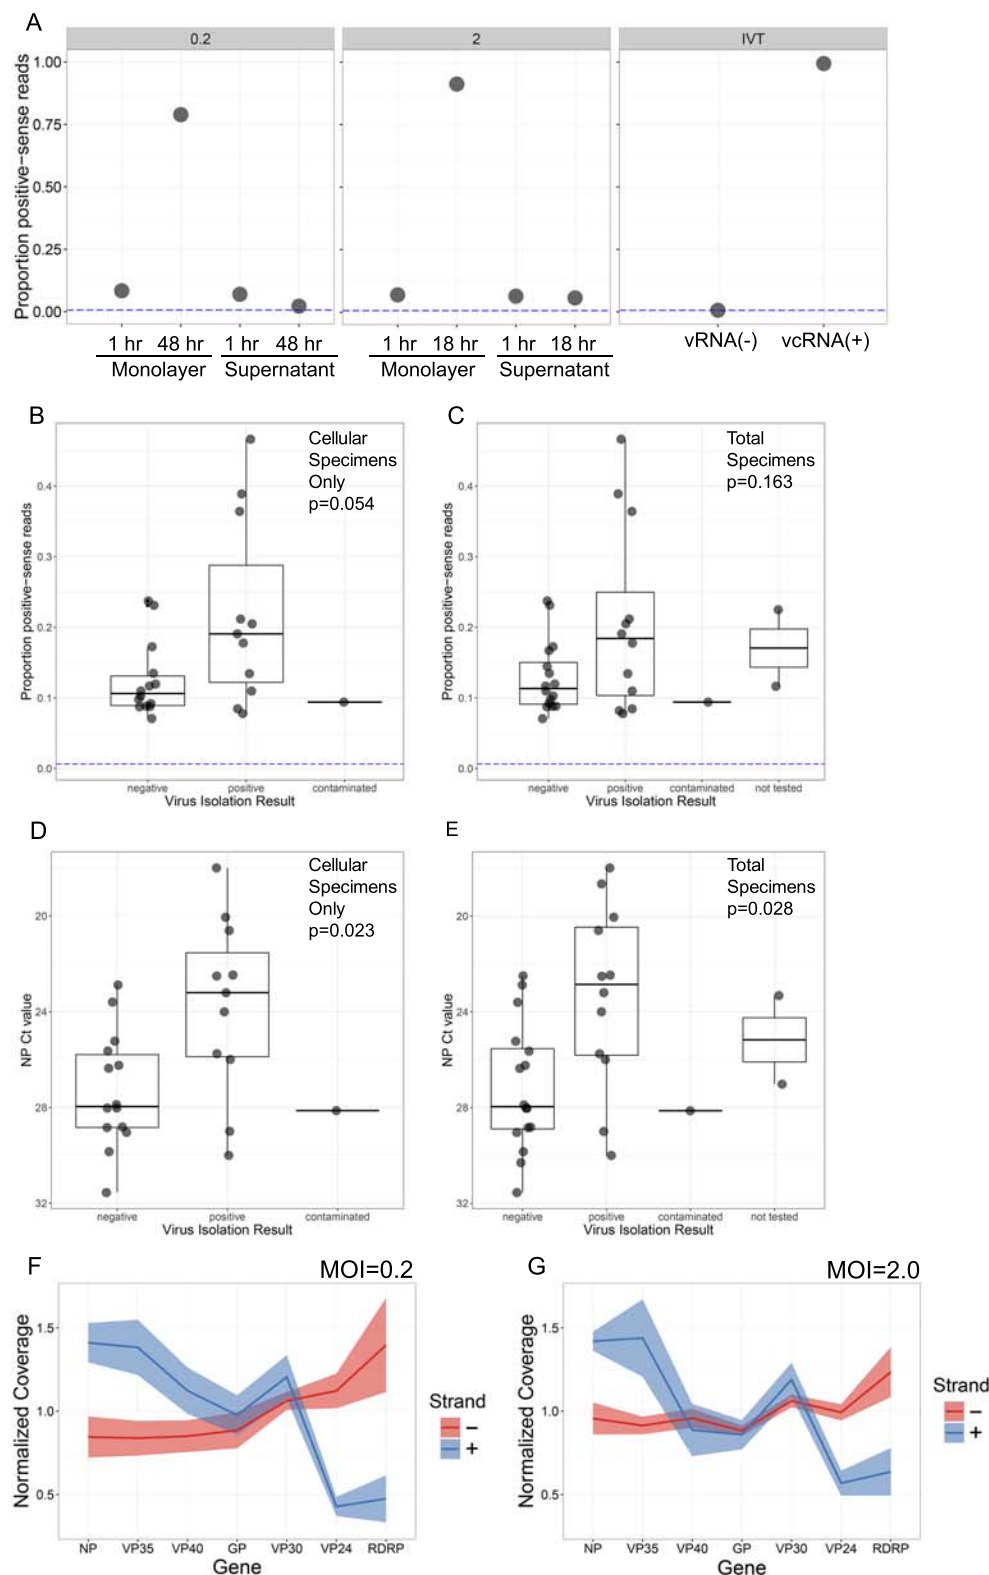 A
0.2
2
IVT
Proportion positive−sense reads
1.00
0.75
0.50
0.25
0.00
1 hr 48 hr 1 hr 48 hr
Monolayer Supernatant
1 hr 18 hr 1 hr 18 hr
Monolayer Supernatant
vRNA(-) vcRNA(+)
B
Cellular
Specimens
Only
p=0.054
Proportion positive−sense reads
0.4
0.3
0.2
0.1
0.0
negative positive contaminated
Virus Isolation Result
C
Total
Specimens
p=0.163
Proportion positive−sense reads
0.4
0.3
0.2
0.1
0.0
negative positive contaminated not tested
Virus Isolation Result
D
Cellular
Specimens
Only
p=0.023
NP Ct value
20
24
28
32
negative positive contaminated
Virus Isolation Result
E
Total
Specimens
p=0.028
NP Ct value
20
24
28
32
negative positive contaminated not tested
Virus Isolation Result
F
MOI=0.2
Normalized Coverage
1.5
1.0
0.5
NP VP35 VP40 GP VP30 VP24 RDRP
Gene
Strand
−
+
G
MOI=2.0
Normalized Coverage
1.5
1.0
0.5
NP VP35 VP40 GP VP30 VP24 RDRP
Gene
Strand
−
+